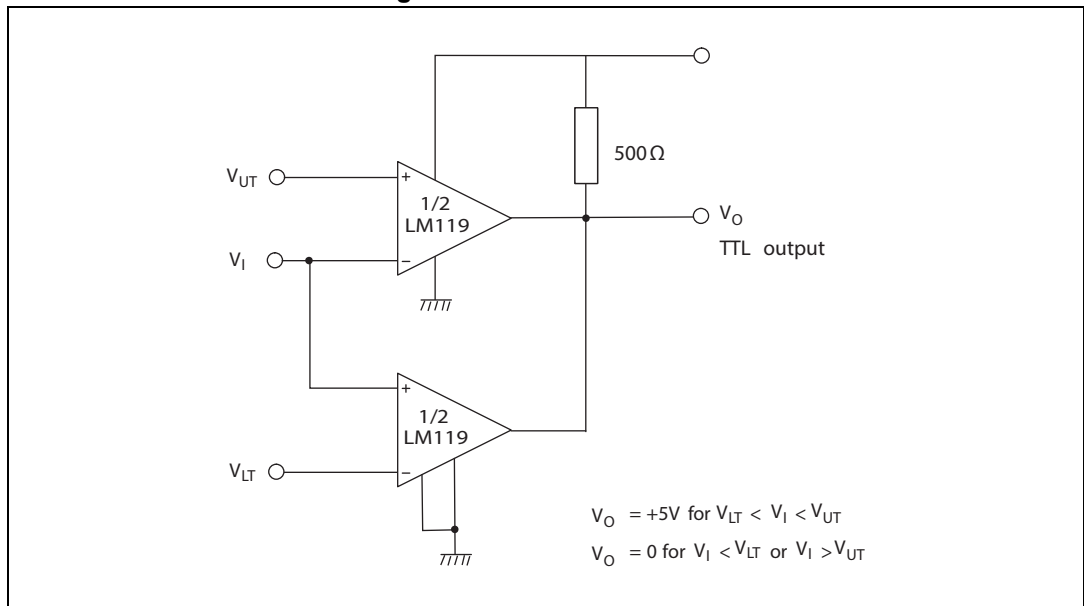 g
500 Ω
V_UT
+
1/2
LM119
V_O
TTL output
V_I
−
+
1/2
LM119
V_LT
−
V_O = +5V for V_LT < V_I < V_UT
V_O = 0 for V_I < V_LT or V_I > V_UT